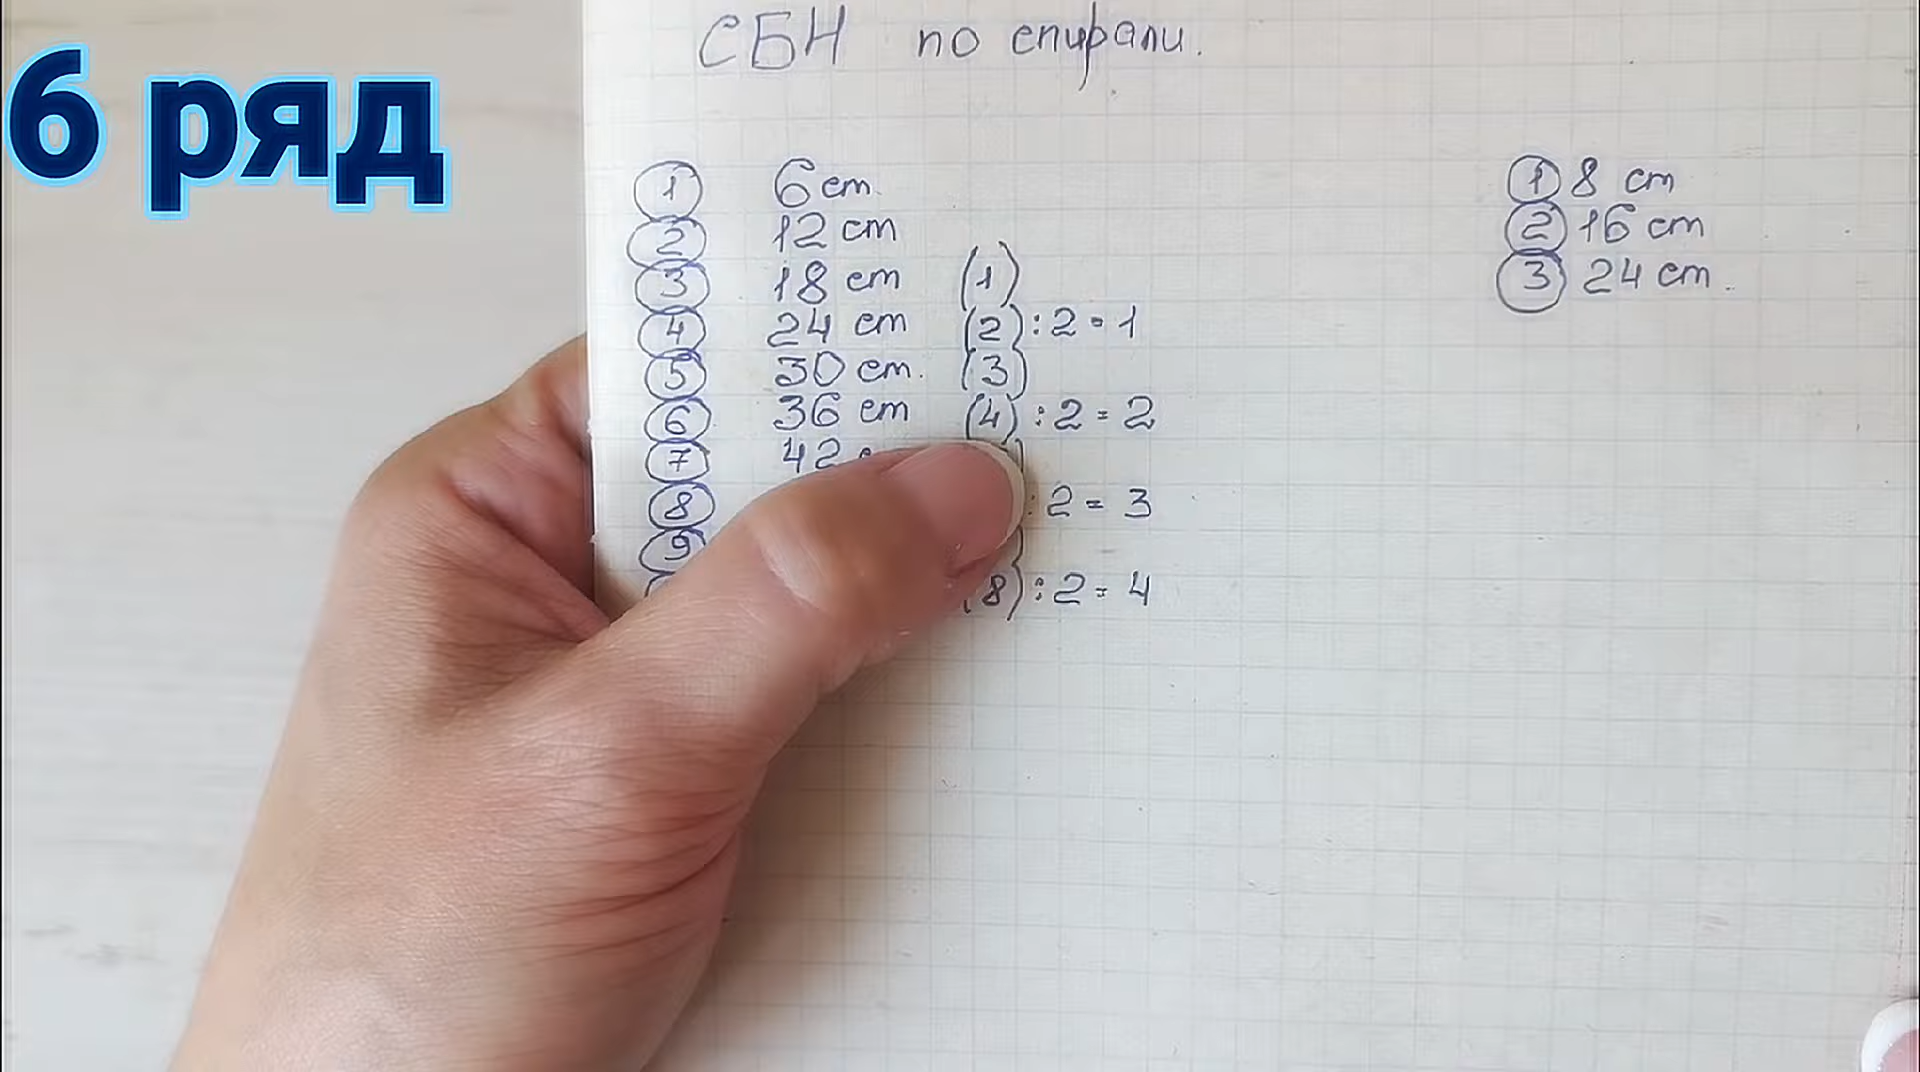 6 ряд
СБН по спирали.
1 6 ст.
2 12 ст
3 18 ст (1)
4 24 ст (2) : 2 = 1
5 30 ст. (3)
6 36 ст (4) : 2 = 2
7 42
8 : 2 = 3
9
(8) : 2 = 4
1 8 ст
2 16 ст
3 24 ст.